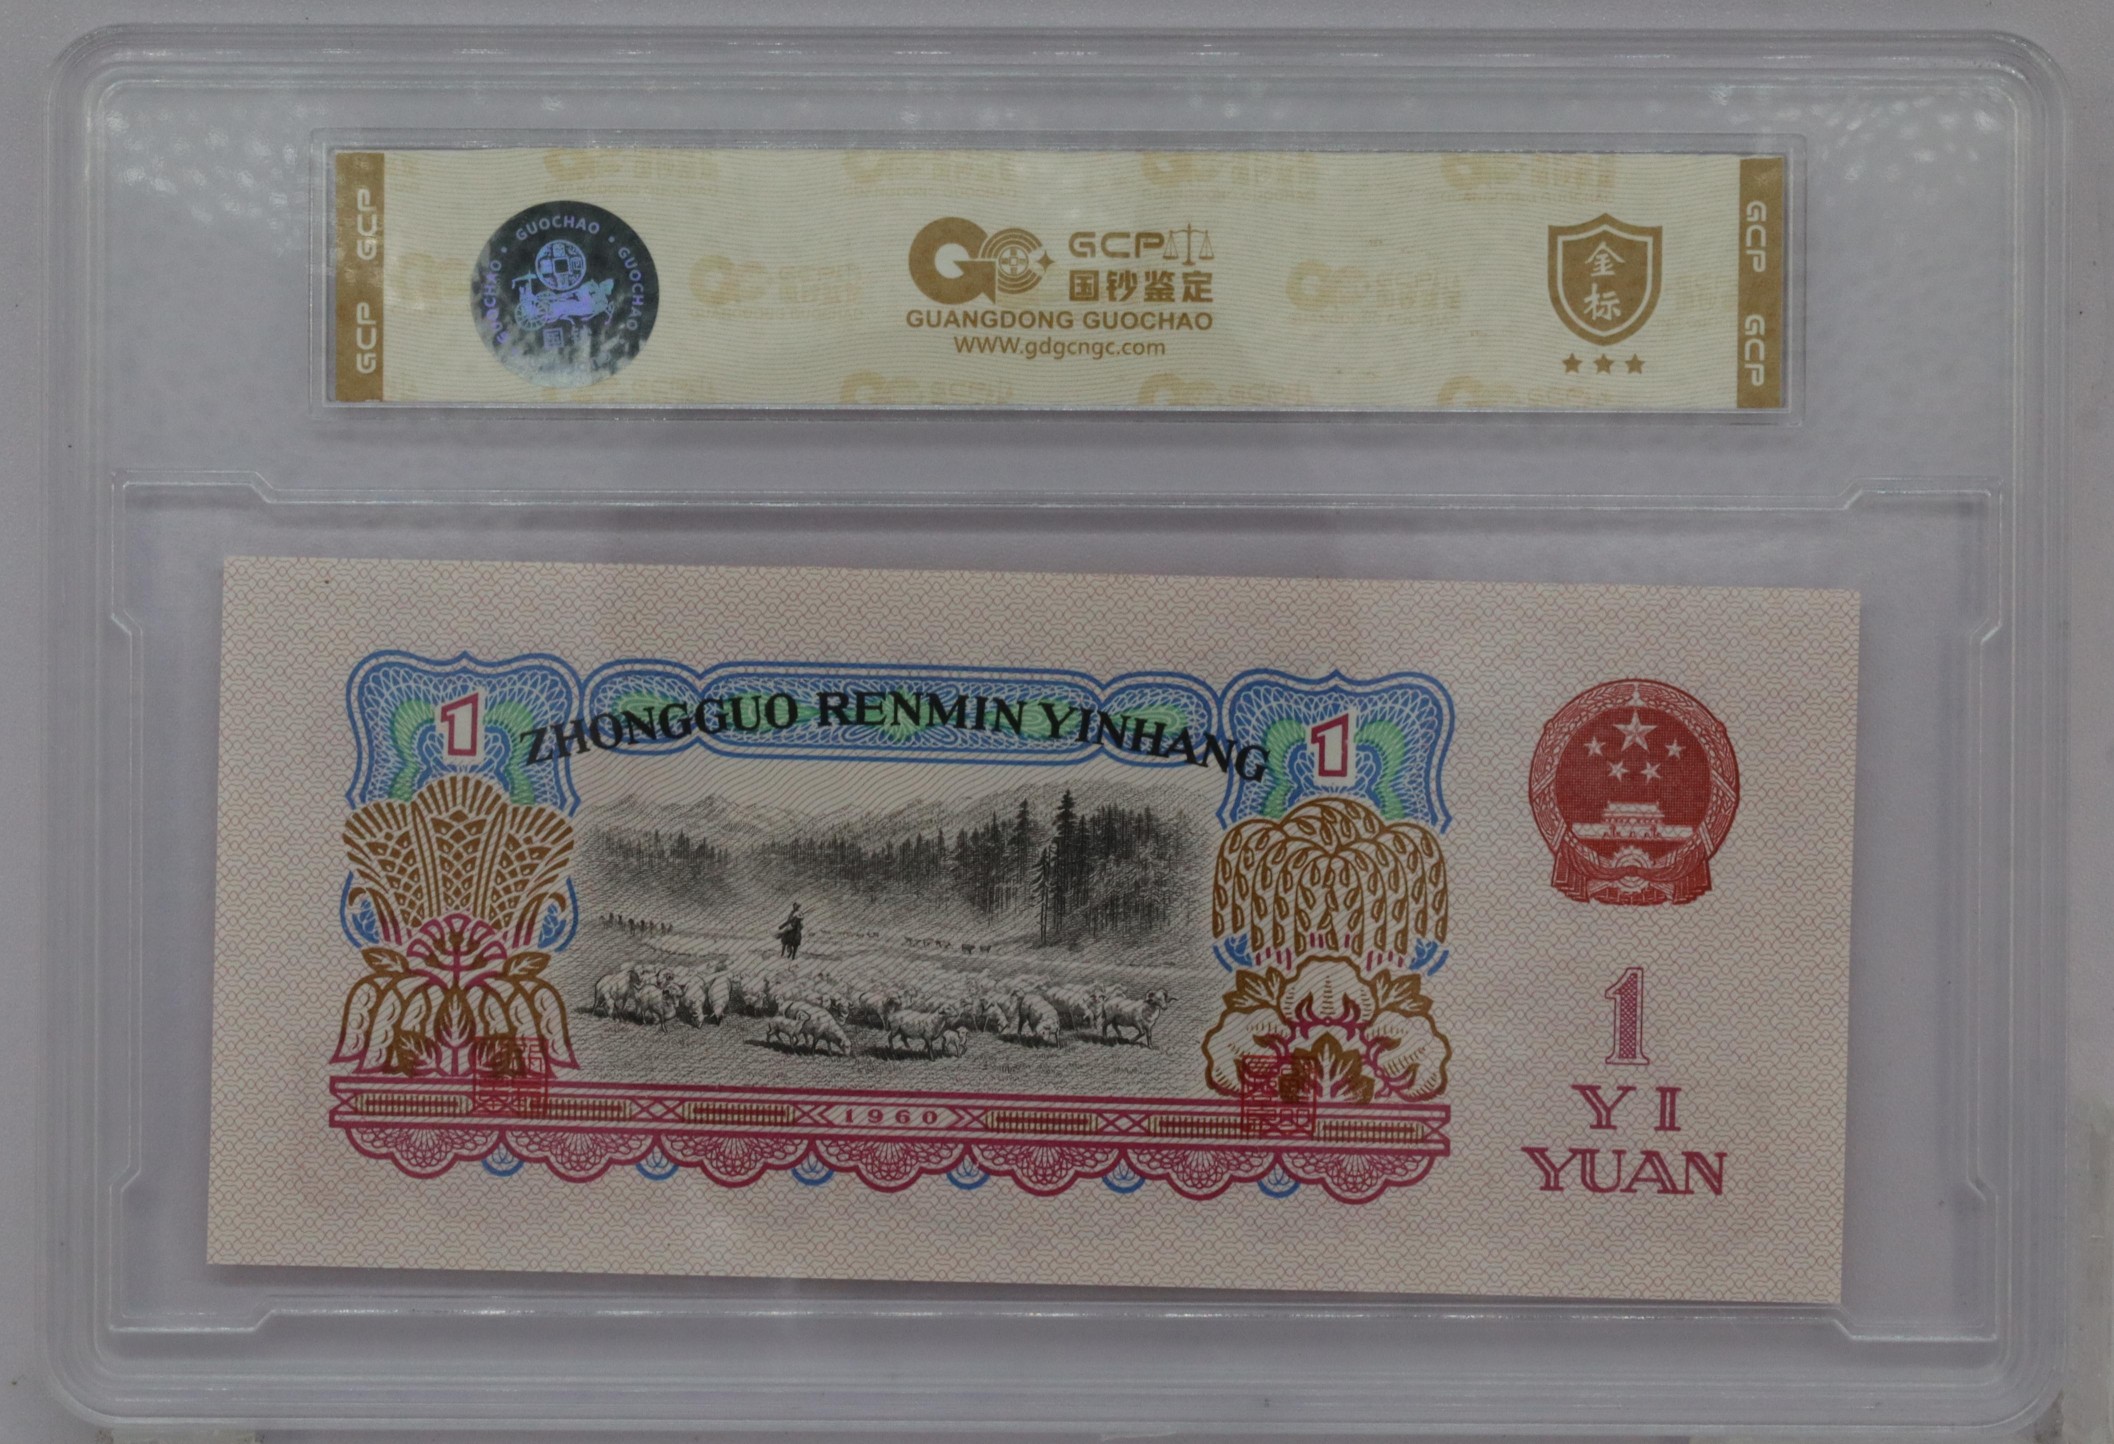 GCP GCP
GUOCHAO • GUOCHAO • GUOCHAO
GCP
国钞鉴定
GUANGDONG GUOCHAO
WWW.gdgcngc.com
金标
GCP GCP
ZHONGGUO RENMIN YINHANG
1
1
1960
1
YI
YUAN